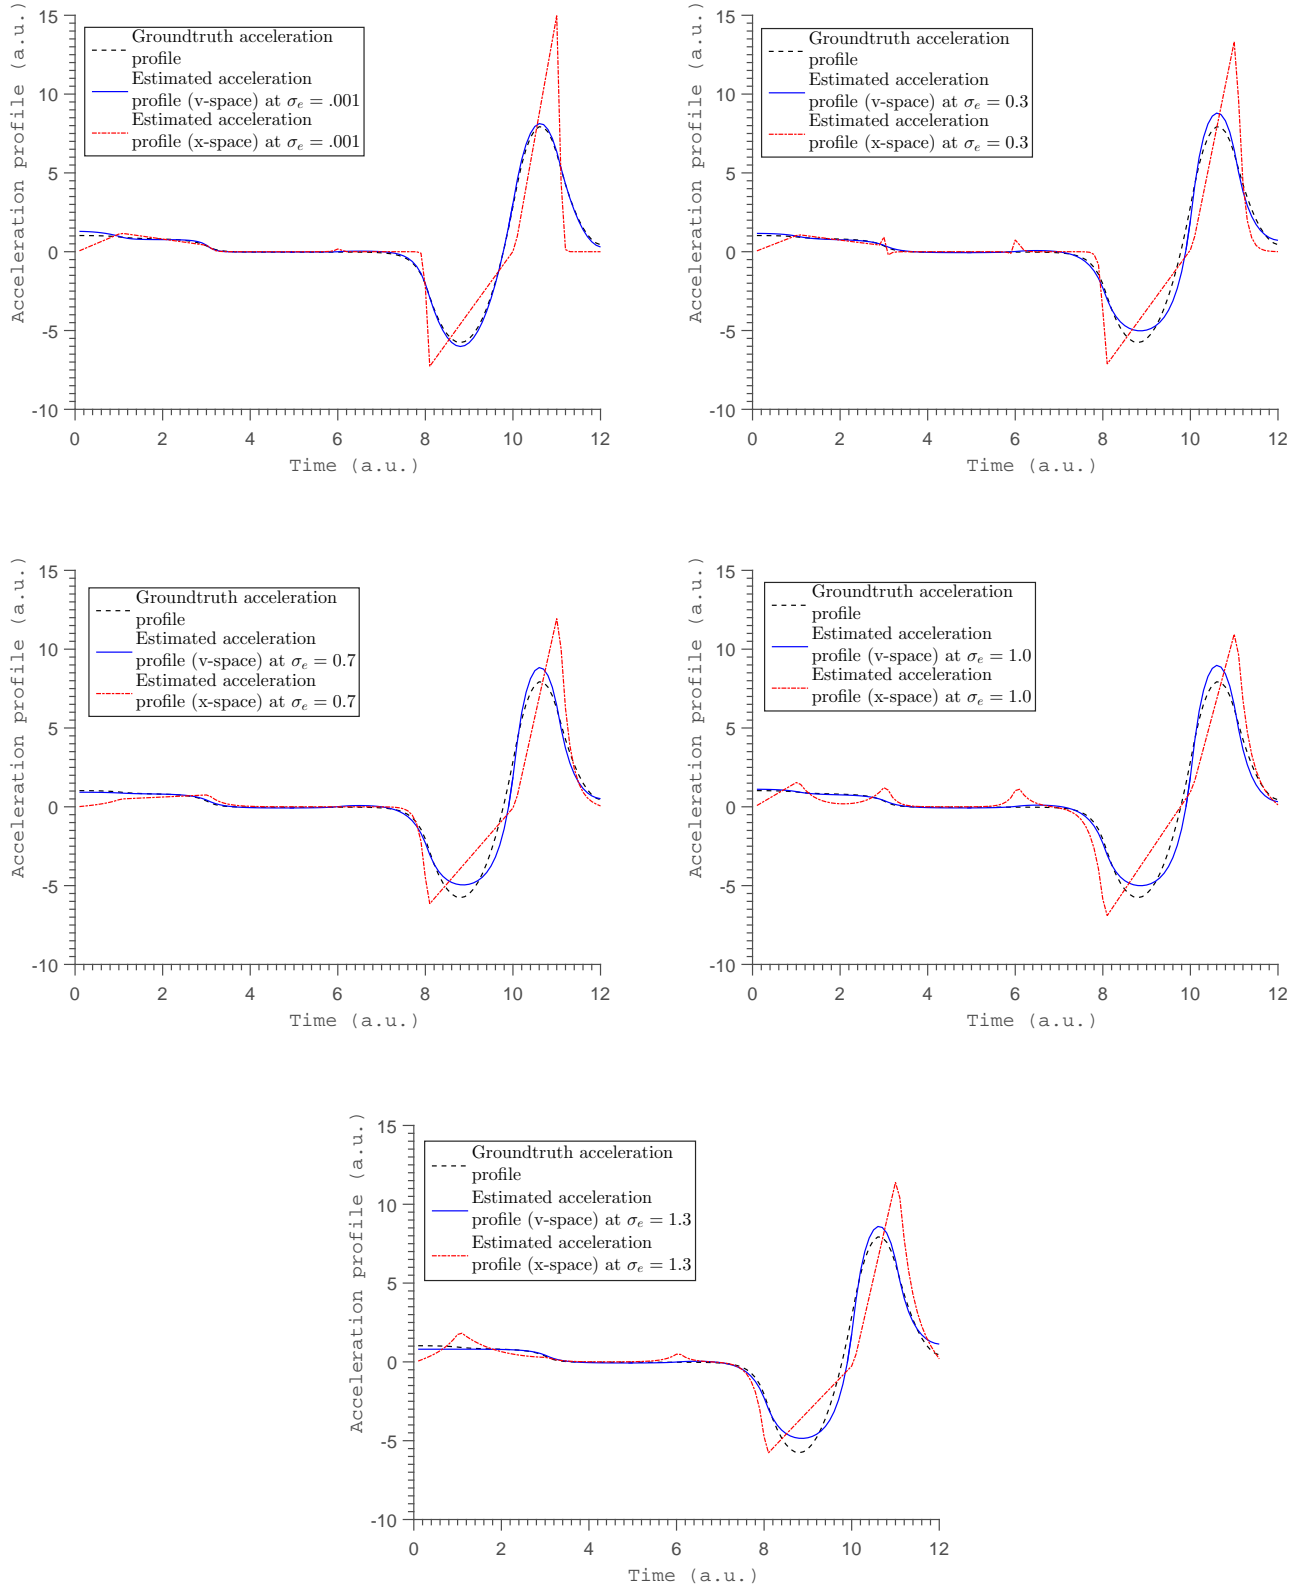 Acceleration profile (a.u.)
15
10
5
0
-5
-10
Groundtruth acceleration
profile
Estimated acceleration
profile (v-space) at σe = .001
Estimated acceleration
profile (x-space) at σe = .001
0 2 4 6 8 10 12
Time (a.u.)
Acceleration profile (a.u.)
15
10
5
0
-5
-10
Groundtruth acceleration
profile
Estimated acceleration
profile (v-space) at σe = 0.3
Estimated acceleration
profile (x-space) at σe = 0.3
0 2 4 6 8 10 12
Time (a.u.)
Acceleration profile (a.u.)
15
10
5
0
-5
-10
Groundtruth acceleration
profile
Estimated acceleration
profile (v-space) at σe = 0.7
Estimated acceleration
profile (x-space) at σe = 0.7
0 2 4 6 8 10 12
Time (a.u.)
Acceleration profile (a.u.)
15
10
5
0
-5
-10
Groundtruth acceleration
profile
Estimated acceleration
profile (v-space) at σe = 1.0
Estimated acceleration
profile (x-space) at σe = 1.0
0 2 4 6 8 10 12
Time (a.u.)
Acceleration profile (a.u.)
15
10
5
0
-5
-10
Groundtruth acceleration
profile
Estimated acceleration
profile (v-space) at σe = 1.3
Estimated acceleration
profile (x-space) at σe = 1.3
0 2 4 6 8 10 12
Time (a.u.)